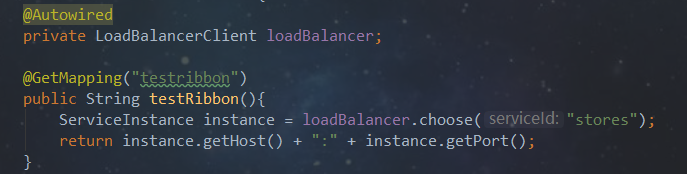 @Autowired
private LoadBalancerClient loadBalancer;
@GetMapping("testribbon")
public String testRibbon(){
ServiceInstance instance = loadBalancer.choose( serviceId: "stores");
return instance.getHost() + ":" + instance.getPort();
}